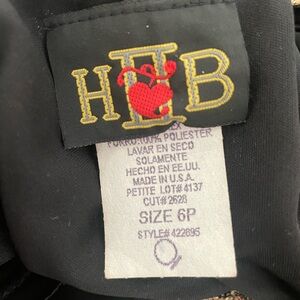 H II B
FORRO:100% POLIESTER
LAVAR EN SECO
SOLAMENTE
HECHO EN EE.UU.
MADE IN U.S.A.
PETITE LOT# 4137
CUT# 2628
SIZE 6P
STYLE# 422895